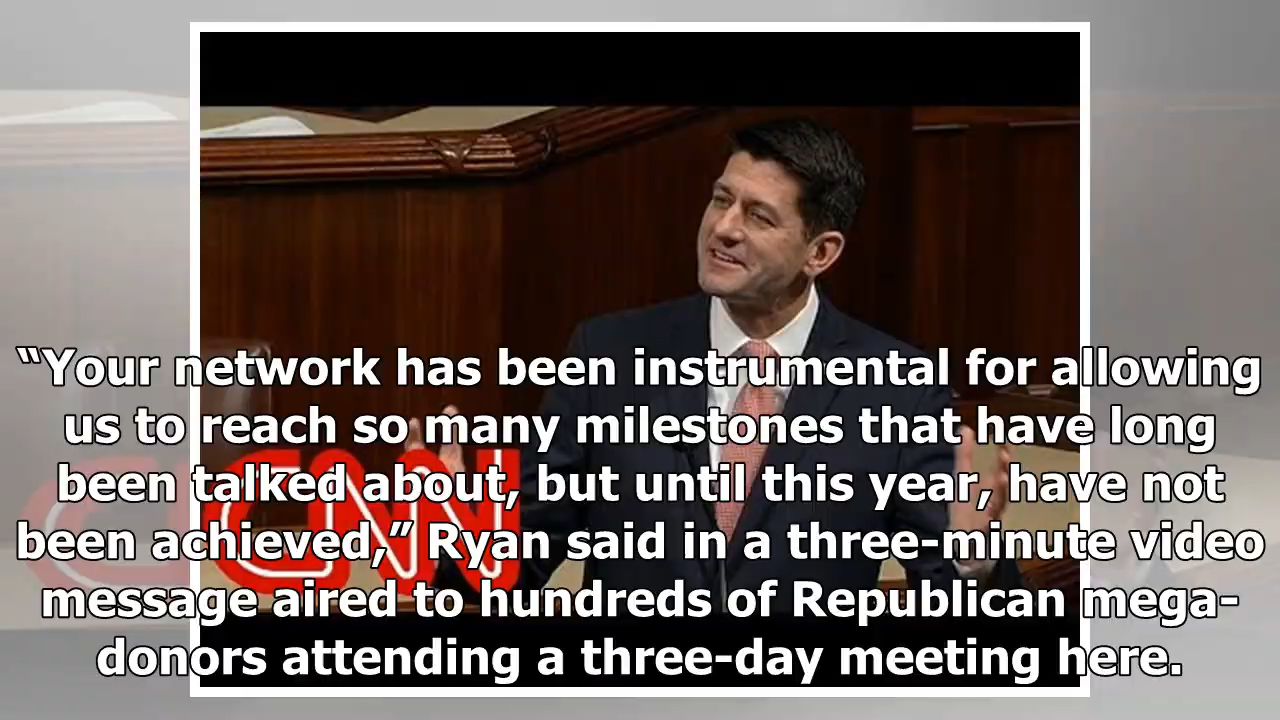 “Your network has been instrumental for allowing
us to reach so many milestones that have long
been talked about, but until this year, have not
been achieved,” Ryan said in a three-minute video
message aired to hundreds of Republican mega-
donors attending a three-day meeting here.
CNN